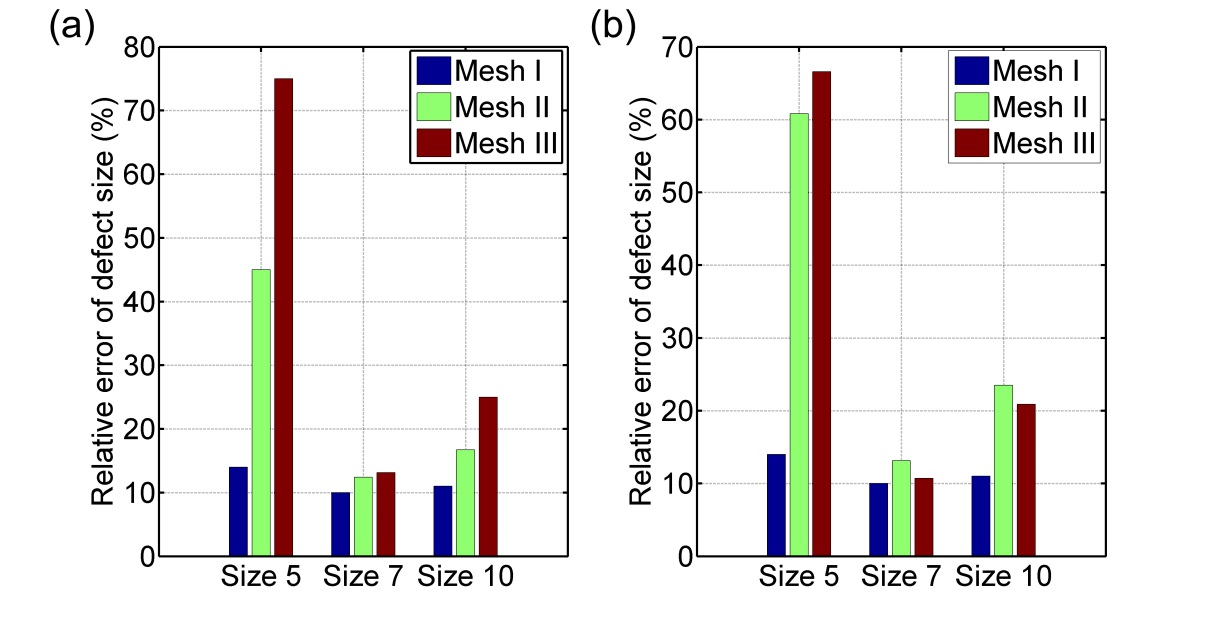 (a)
Relative error of defect size (%)
80
70
60
50
40
30
20
10
0
Mesh I
Mesh II
Mesh III
Size 5 Size 7 Size 10
(b)
Relative error of defect size (%)
70
60
50
40
30
20
10
0
Mesh I
Mesh II
Mesh III
Size 5 Size 7 Size 10